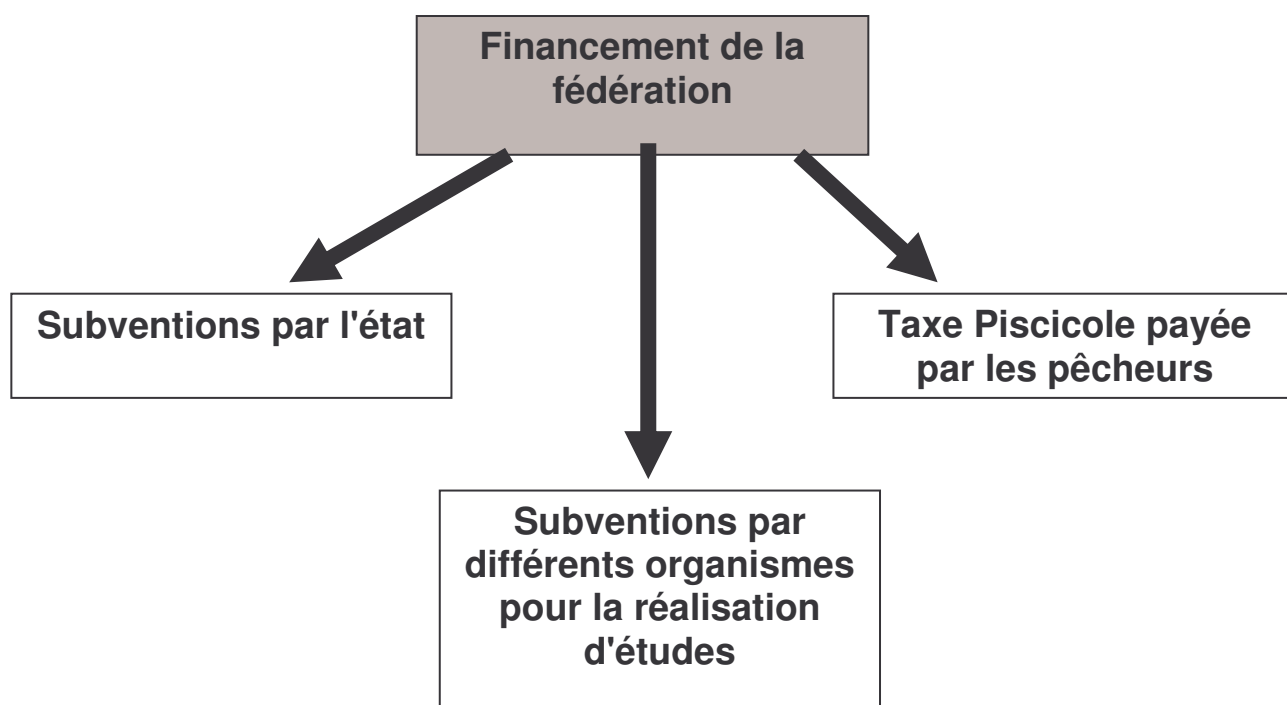 Financement de la
fédération
Subventions par l'état
Taxe Piscicole payée
par les pêcheurs
Subventions par
différents organismes
pour la réalisation
d'études